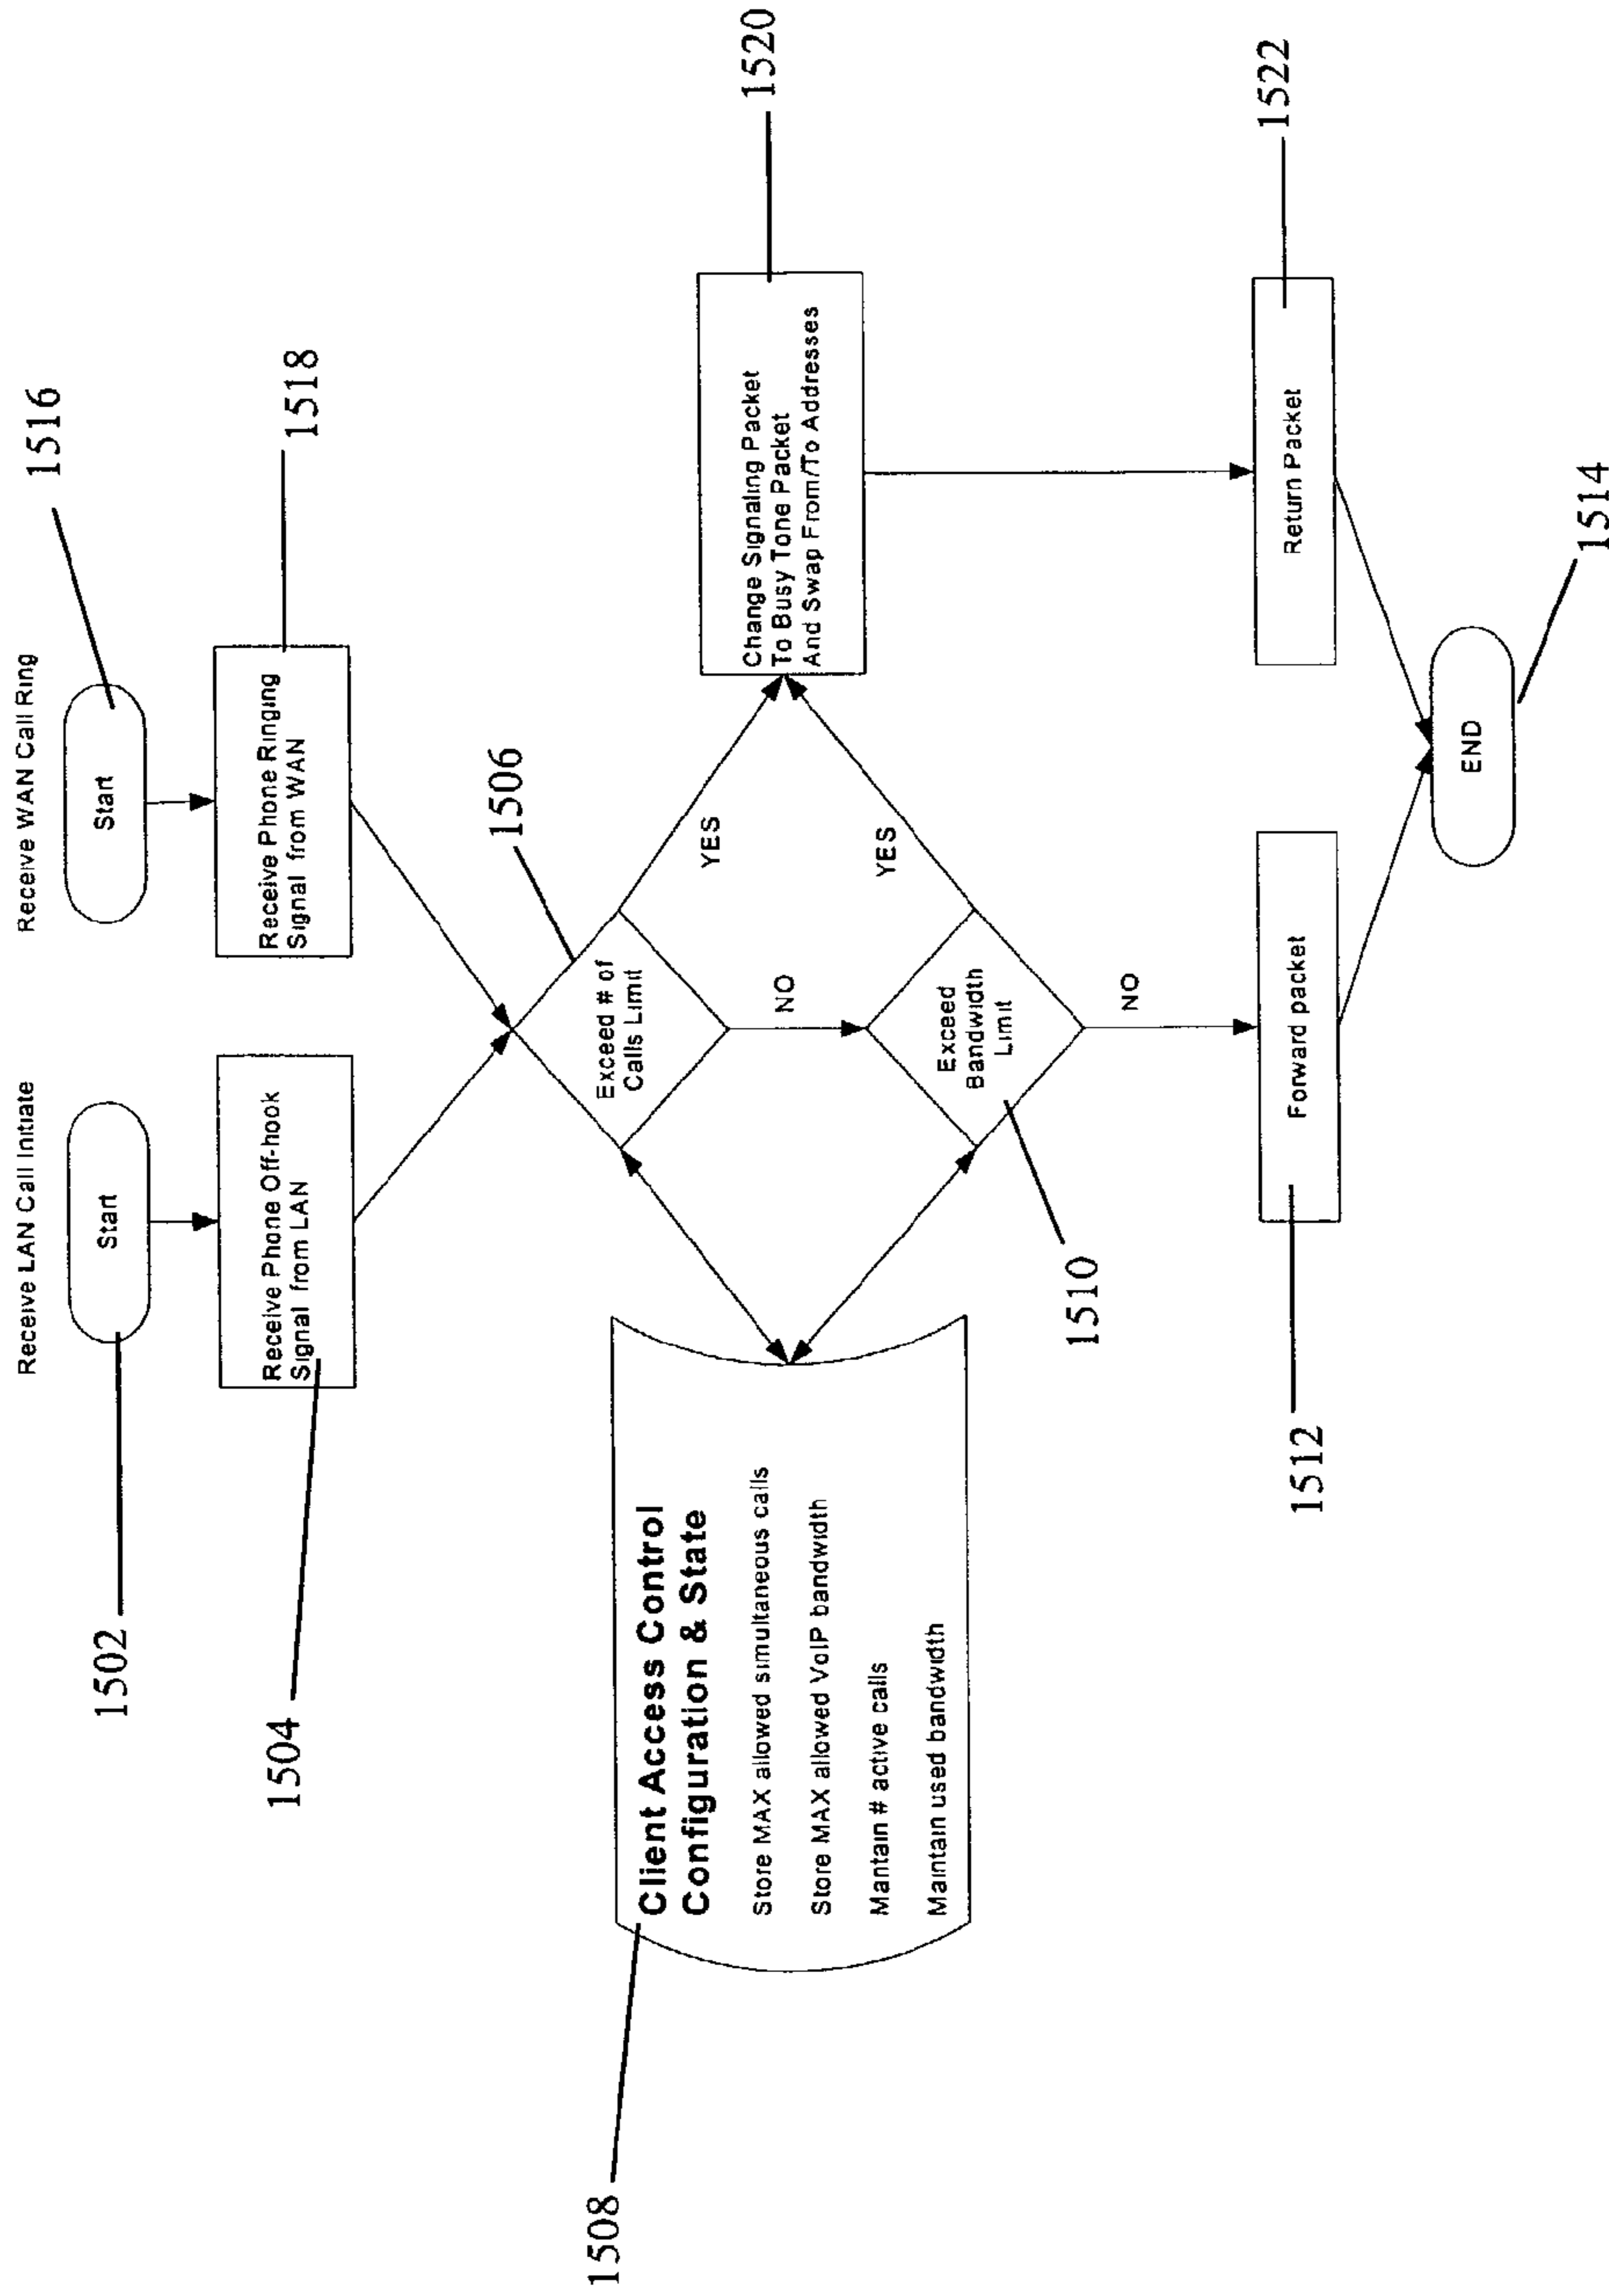 Receive LAN Call Initiate
Receive WAN Call Ring
1502
Start
Start
1516
1504
Receive Phone Off-hook
Signal from LAN
Receive Phone Ringing
Signal from WAN
1518
1506
Exceed # of
Calls Limit
YES
NO
1508
Client Access Control
Configuration & State
Store MAX allowed simultaneous calls
Store MAX allowed VoIP bandwidth
Mantain # active calls
Maintain used bandwidth
Exceed
Bandwidth
Limit
YES
NO
1510
Change Signaling Packet
To Busy Tone Packet
And Swap From/To Addresses
1520
1512
Forward packet
Return Packet
1522
END
1514